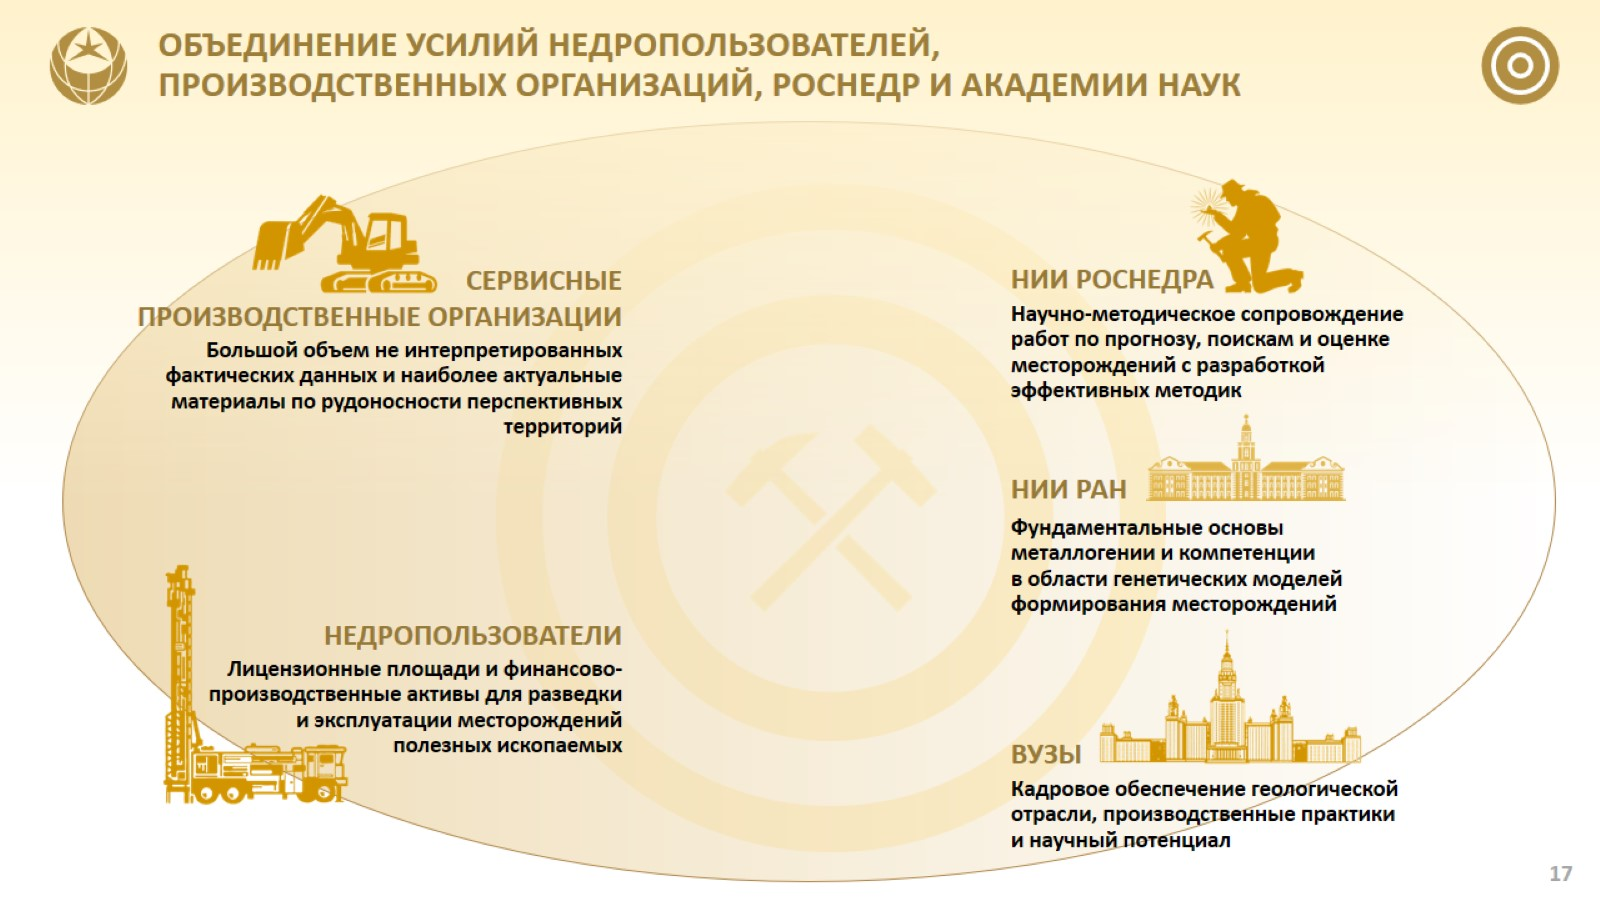 ОБЪЕДИНЕНИЕ УСИЛИЙ НЕДРОПОЛЬЗОВАТЕЛЕЙ,
ПРОИЗВОДСТВЕННЫХ ОРГАНИЗАЦИЙ, РОСНЕДР И АКАДЕМИИ НАУК
СЕРВИСНЫЕ
ПРОИЗВОДСТВЕННЫЕ ОРГАНИЗАЦИИ
Большой объем не интерпретированных
фактических данных и наиболее актуальные
материалы по рудоносности перспективных
территорий
НЕДРОПОЛЬЗОВАТЕЛИ
Лицензионные площади и финансово-
производственные активы для разведки
и эксплуатации месторождений
полезных ископаемых
НИИ РОСНЕДРА
Научно-методическое сопровождение
работ по прогнозу, поискам и оценке
месторождений с разработкой
эффективных методик
НИИ РАН
Фундаментальные основы
металлогении и компетенции
в области генетических моделей
формирования месторождений
ВУЗЫ
Кадровое обеспечение геологической
отрасли, производственные практики
и научный потенциал
17